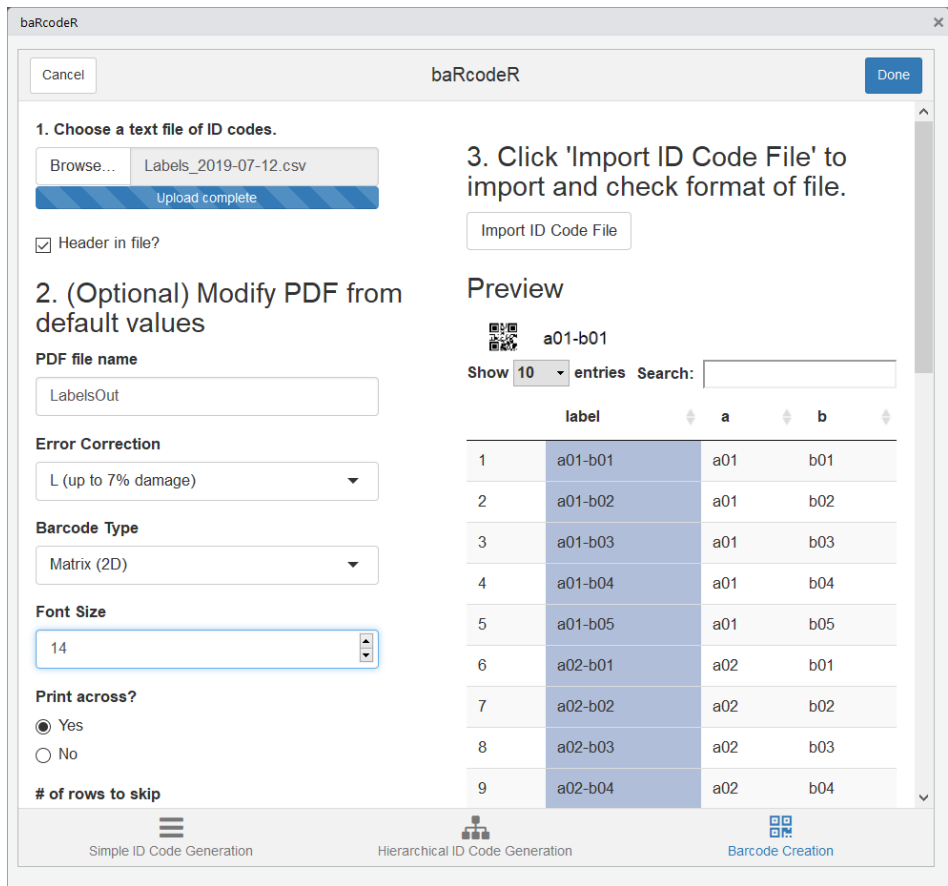 baRcodeR
Cancel
baRcodeR
Done
1. Choose a text file of ID codes.
Browse... Labels_2019-07-12.csv
Upload complete
Header in file?
2. (Optional) Modify PDF from
default values
PDF file name
LabelsOut
Error Correction
L (up to 7% damage)
Barcode Type
Matrix (2D)
Font Size
14
Print across?
Yes
No
# of rows to skip
3. Click 'Import ID Code File' to
import and check format of file.
Import ID Code File
Preview
a01-b01
Show 10 entries Search:
label a b
1 a01-b01 a01 b01
2 a01-b02 a01 b02
3 a01-b03 a01 b03
4 a01-b04 a01 b04
5 a01-b05 a01 b05
6 a02-b01 a02 b01
7 a02-b02 a02 b02
8 a02-b03 a02 b03
9 a02-b04 a02 b04
Simple ID Code Generation
Hierarchical ID Code Generation
Barcode Creation